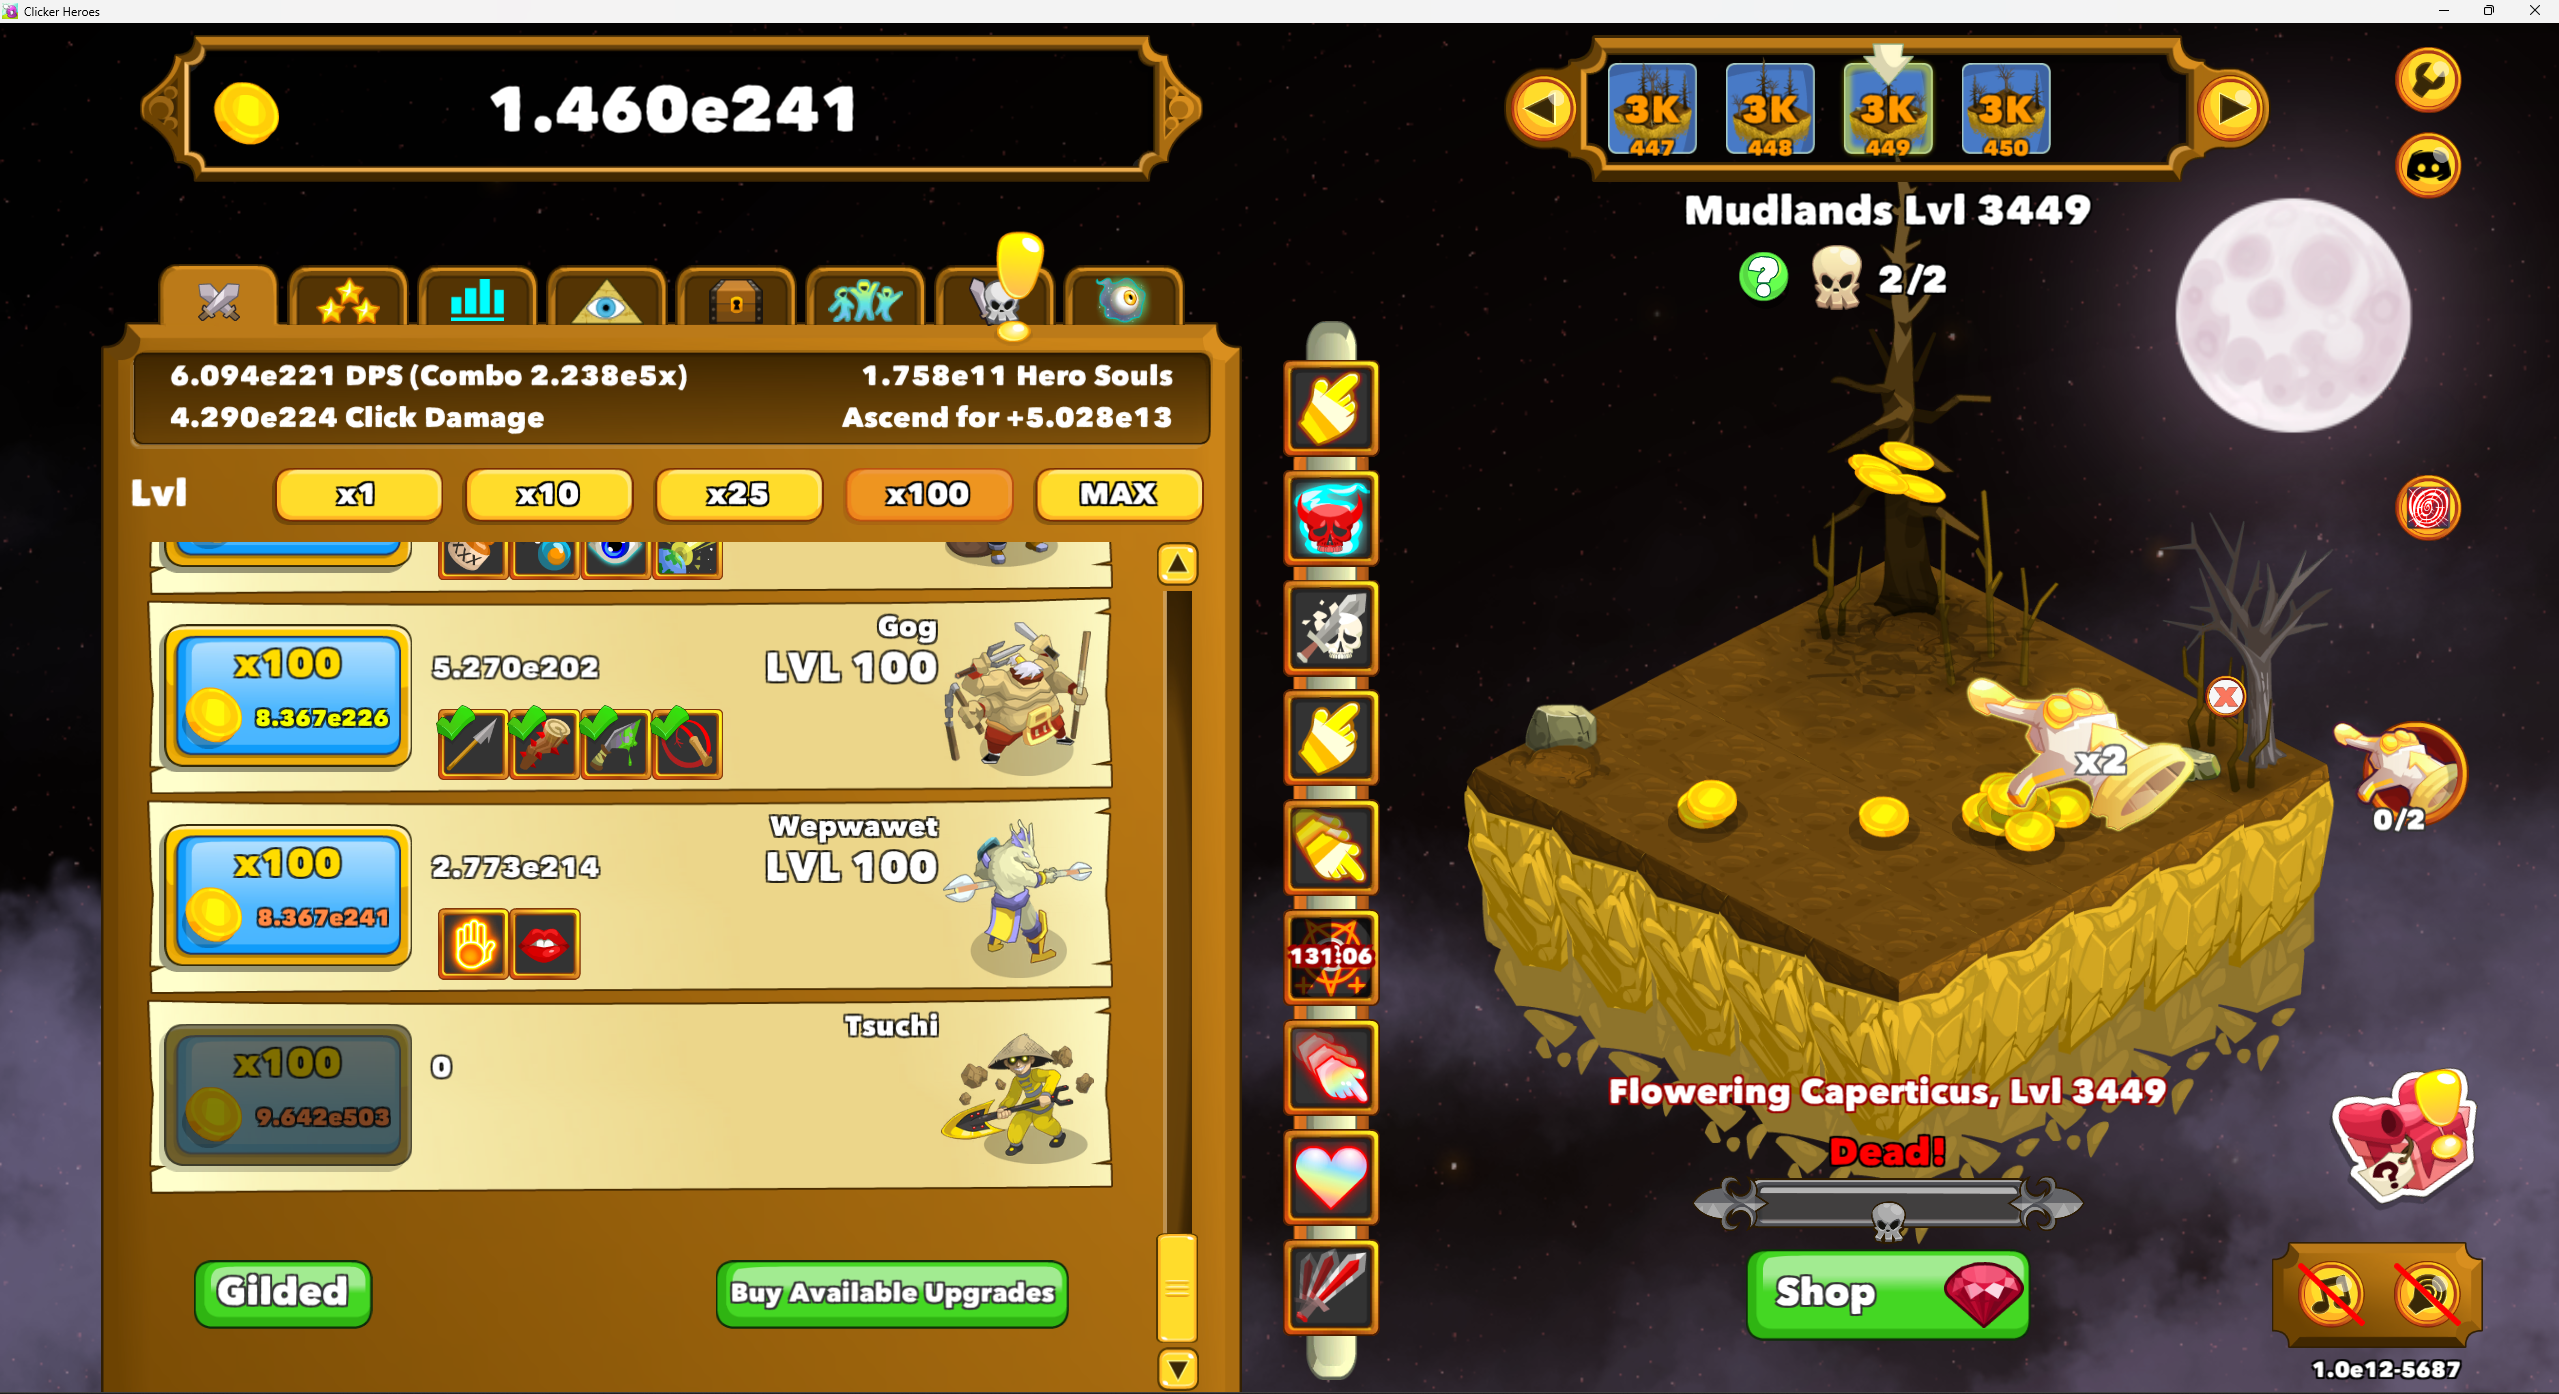 Clicker Heroes
1.460e241
3K
447
3K
448
3K
449
3K
450
Mudlands Lvl 3449
2/2
6.094e221 DPS (Combo 2.238e5x)
1.758e11 Hero Souls
4.290e224 Click Damage
Ascend for +5.028e13
Lvl
x1
x10
x25
x100
MAX
x100
8.367e226
5.270e202
Gog
LVL 100
x100
8.367e241
2.773e214
Wepwawet
LVL 100
x100
9.642e503
0
Tsuchi
Gilded
Buy Available Upgrades
131:06
X
x2
0/2
Flowering Caperticus, Lvl 3449
Dead!
Shop
1.0e12-5687